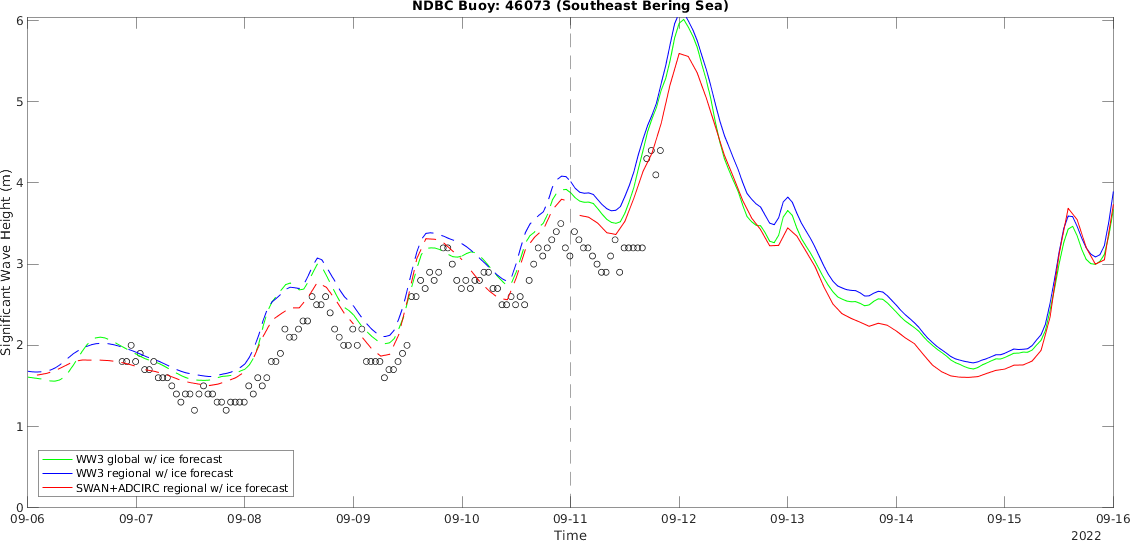 NDBC Buoy: 46073 (Southeast Bering Sea)
6
5
4
3
2
1
0
Significant Wave Height (m)
WW3 global w/ ice forecast
WW3 regional w/ ice forecast
SWAN+ADCIRC regional w/ ice forecast
09-06 09-07 09-08 09-09 09-10 09-11 09-12 09-13 09-14 09-15 09-16
Time
2022